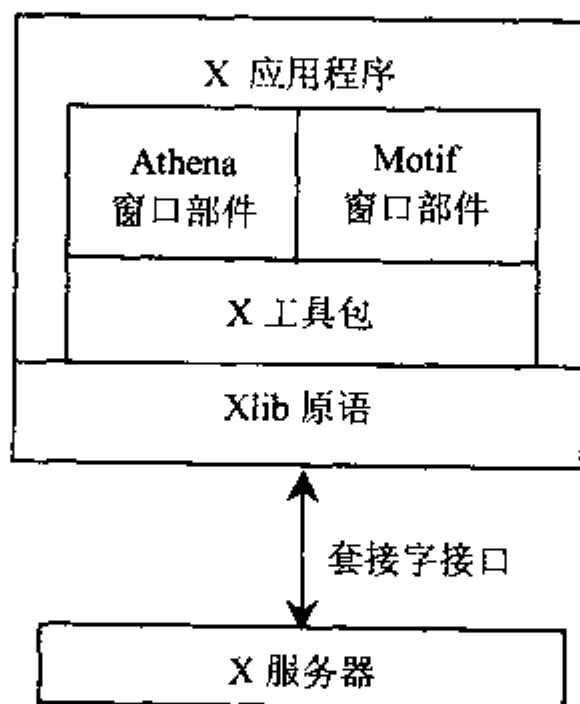 X 应用程序
Athena Motif
窗口部件 窗口部件
X 工具包
Xlib 原语
套接字接口
X 服务器